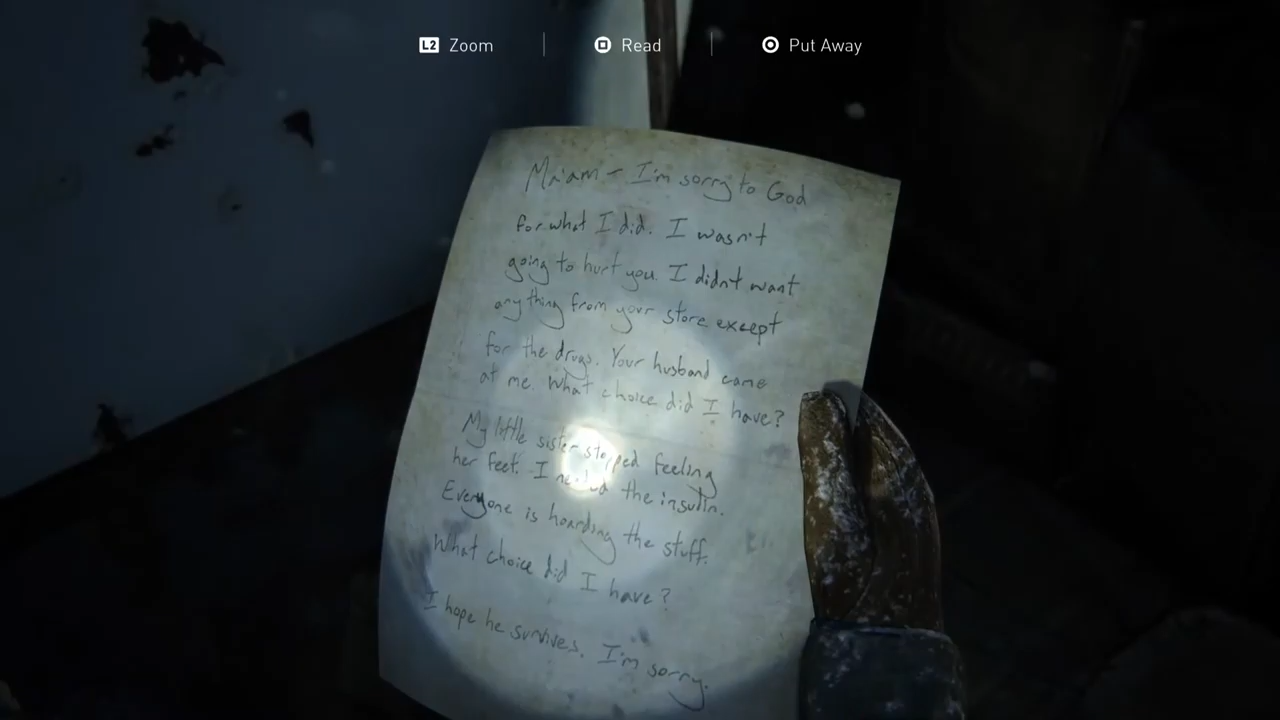 L2 Zoom Read Put Away
Ma'am - I'm sorry to God
for what I did. I wasn't
going to hurt you. I didn't want
anything from your store except
for the drugs. Your husband came
at me. What choice did I have?
My little sister stopped feeling
her feet. I needed the insulin.
Everyone is hoarding the stuff.
What choice did I have?
I hope he survives. I'm sorry.